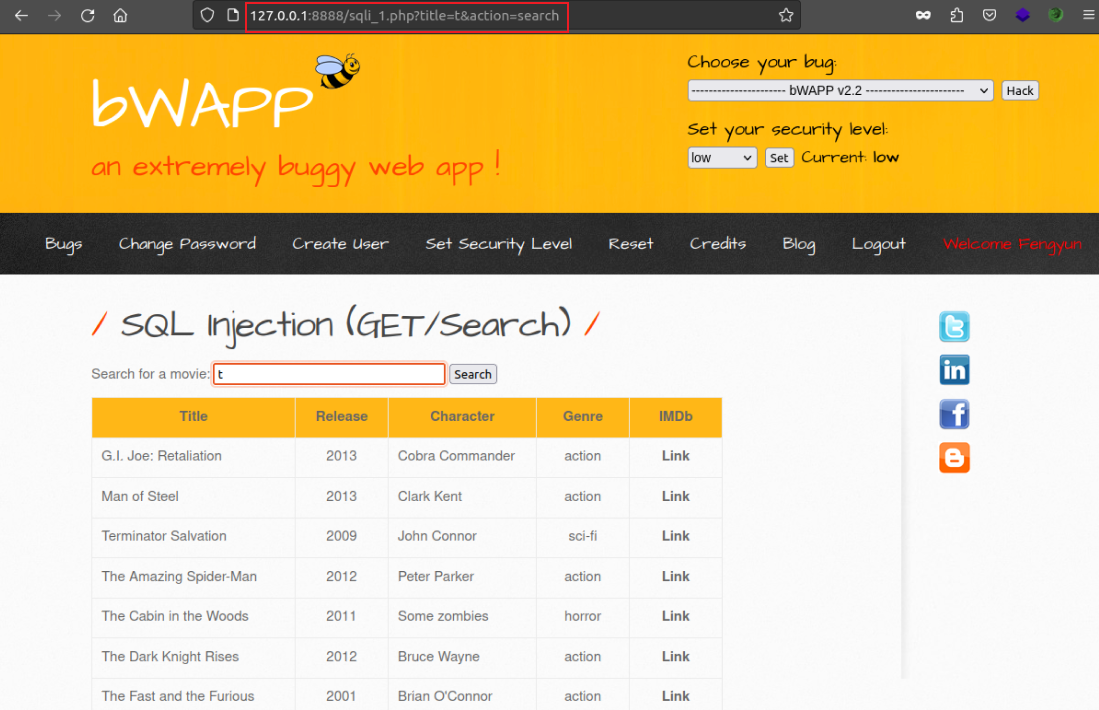 127.0.0.1:8888/sqli_1.php?title=t&action=search
bWAPP
an extremely buggy web app !
Choose your bug:
---------------------- bWAPP v2.2 ----------------------- Hack
Set your security level:
low Set Current: low
Bugs Change Password Create User Set Security Level Reset Credits Blog Logout Welcome Fengyun
/ SQL Injection (GET/Search) /
Search for a movie: t Search
Title Release Character Genre IMDb
G.I. Joe: Retaliation 2013 Cobra Commander action Link
Man of Steel 2013 Clark Kent action Link
Terminator Salvation 2009 John Connor sci-fi Link
The Amazing Spider-Man 2012 Peter Parker action Link
The Cabin in the Woods 2011 Some zombies horror Link
The Dark Knight Rises 2012 Bruce Wayne action Link
The Fast and the Furious 2001 Brian O'Connor action Link
in